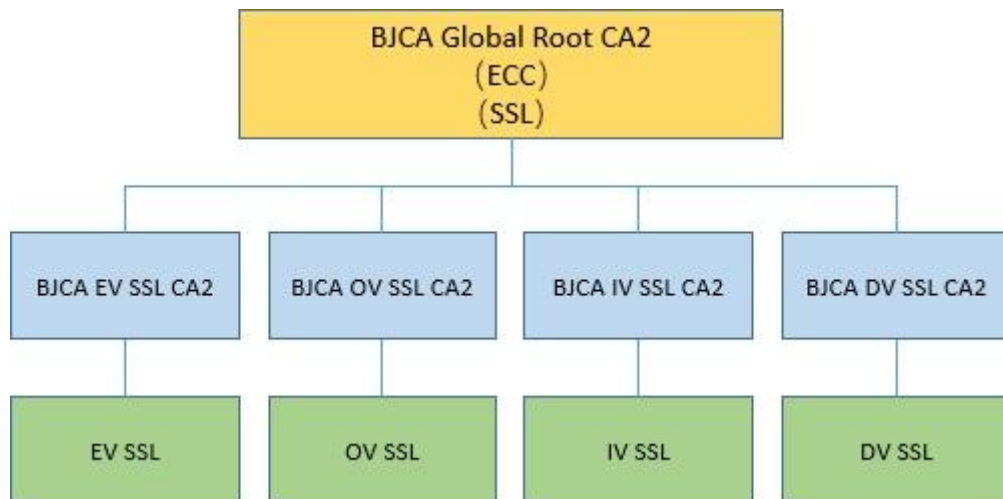 BJCA Global Root CA2
(ECC)
(SSL)
BJCA EV SSL CA2
BJCA OV SSL CA2
BJCA IV SSL CA2
BJCA DV SSL CA2
EV SSL
OV SSL
IV SSL
DV SSL